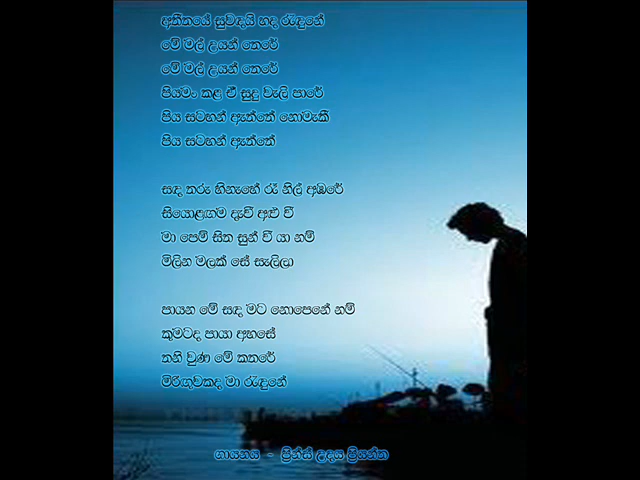 අතීතයේ සුවඳයි හද රැඳුනේ
මේ මල් උයන් තෙරේ
මේ මල් උයන් තෙරේ
පියමං කළ ඒ සුදු වැලි පාරේ
පිය සටහන් ඇත්තේ නොමැකී
පිය සටහන් ඇත්තේ
සඳ තරු හිනැහේ රෑ නිල් අඹරේ
සියොළඟම දැවී අළු වී
මා පෙම් සිත සුන් වී යා නම්
මිලින මලක් සේ සැලිලා
පායන මේ සඳ මට නොපෙනේ නම්
කුමටද පායා අහසේ
තනි වුණ මේ කතරේ
මිරිඟුවකද මා රැඳුනේ
ගායනය - ප්‍රින්ස් උදය ප්‍රියන්ත